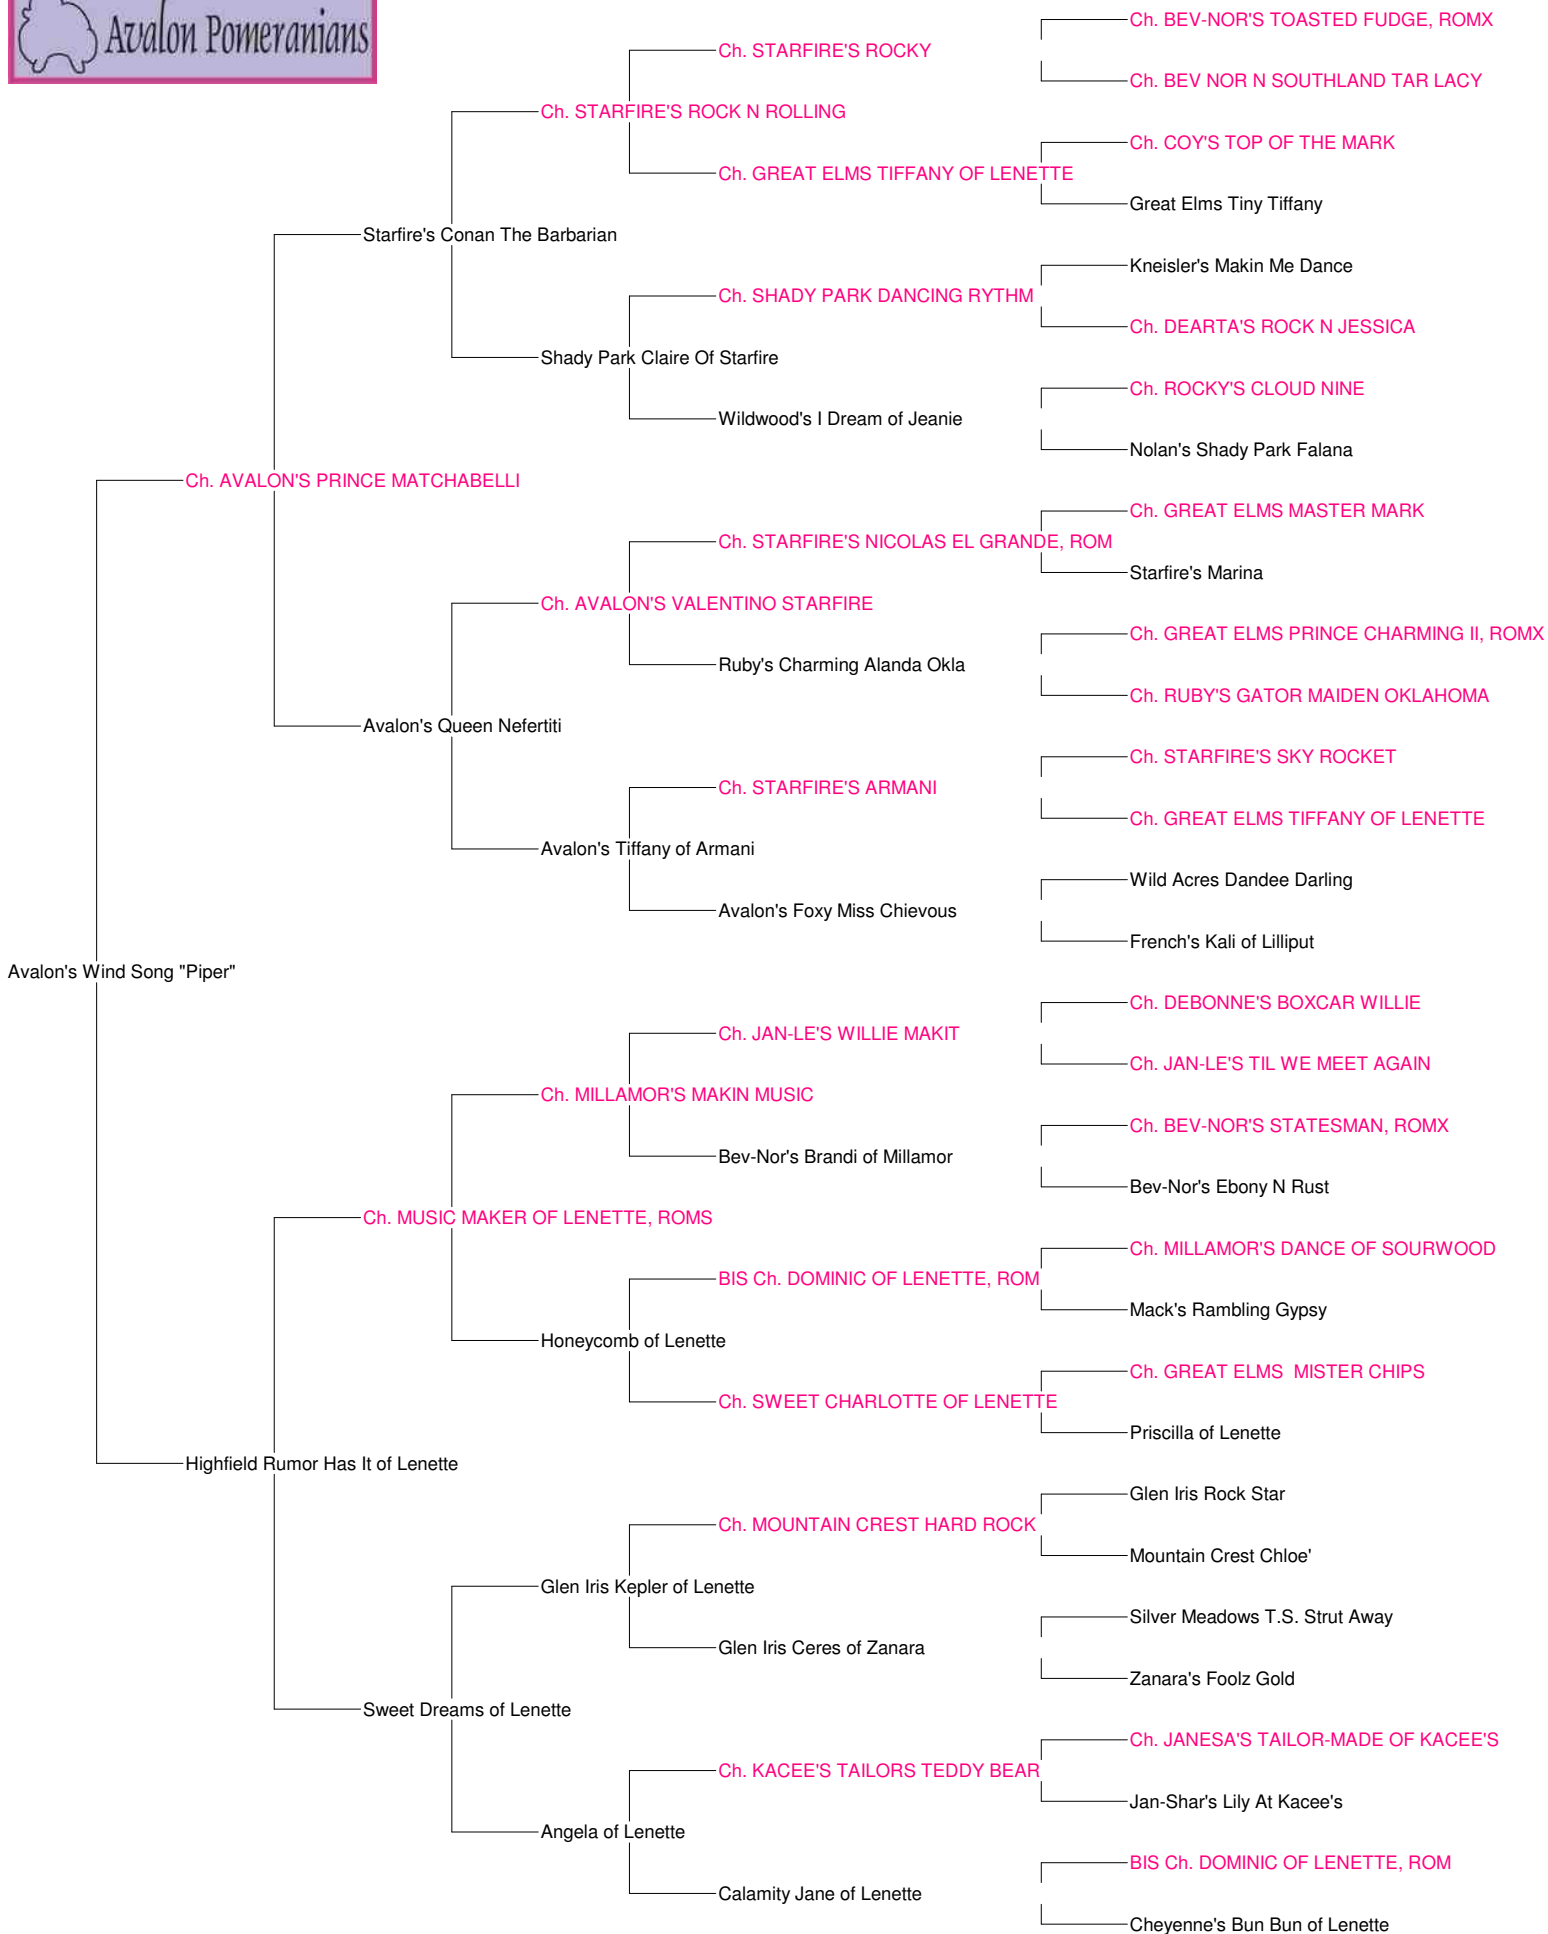 Avalon Pomeranians
Ch. BEV-NOR'S TOASTED FUDGE, ROMX
Ch. STARFIRE'S ROCKY
Ch. BEV NOR N SOUTHLAND TAR LACY
Ch. STARFIRE'S ROCK N ROLLING
Ch. COY'S TOP OF THE MARK
Ch. GREAT ELMS TIFFANY OF LENETTE
Great Elms Tiny Tiffany
Starfire's Conan The Barbarian
Kneisler's Makin Me Dance
Ch. SHADY PARK DANCING RYTHM
Ch. DEARTA'S ROCK N JESSICA
Shady Park Claire Of Starfire
Ch. ROCKY'S CLOUD NINE
Wildwood's I Dream of Jeanie
Nolan's Shady Park Falana
Ch. AVALON'S PRINCE MATCHABELLI
Ch. GREAT ELMS MASTER MARK
Ch. STARFIRE'S NICOLAS EL GRANDE, ROM
Starfire's Marina
Ch. AVALON'S VALENTINO STARFIRE
Ch. GREAT ELMS PRINCE CHARMING II, ROMX
Ruby's Charming Alanda Okla
Ch. RUBY'S GATOR MAIDEN OKLAHOMA
Avalon's Queen Nefertiti
Ch. STARFIRE'S SKY ROCKET
Ch. STARFIRE'S ARMANI
Ch. GREAT ELMS TIFFANY OF LENETTE
Avalon's Tiffany of Armani
Wild Acres Dandee Darling
Avalon's Foxy Miss Chievous
French's Kali of Lilliput
Avalon's Wind Song "Piper"
Ch. DEBONNE'S BOXCAR WILLIE
Ch. JAN-LE'S WILLIE MAKIT
Ch. JAN-LE'S TIL WE MEET AGAIN
Ch. MILLAMOR'S MAKIN MUSIC
Ch. BEV-NOR'S STATESMAN, ROMX
Bev-Nor's Brandi of Millamor
Bev-Nor's Ebony N Rust
Ch. MUSIC MAKER OF LENETTE, ROMS
Ch. MILLAMOR'S DANCE OF SOURWOOD
BIS Ch. DOMINIC OF LENETTE, ROM
Mack's Rambling Gypsy
Honeycomb of Lenette
Ch. GREAT ELMS  MISTER CHIPS
Ch. SWEET CHARLOTTE OF LENETTE
Priscilla of Lenette
Highfield Rumor Has It of Lenette
Glen Iris Rock Star
Ch. MOUNTAIN CREST HARD ROCK
Mountain Crest Chloe'
Glen Iris Kepler of Lenette
Silver Meadows T.S. Strut Away
Glen Iris Ceres of Zanara
Zanara's Foolz Gold
Sweet Dreams of Lenette
Ch. JANESA'S TAILOR-MADE OF KACEE'S
Ch. KACEE'S TAILORS TEDDY BEAR
Jan-Shar's Lily At Kacee's
Angela of Lenette
BIS Ch. DOMINIC OF LENETTE, ROM
Calamity Jane of Lenette
Cheyenne's Bun Bun of Lenette